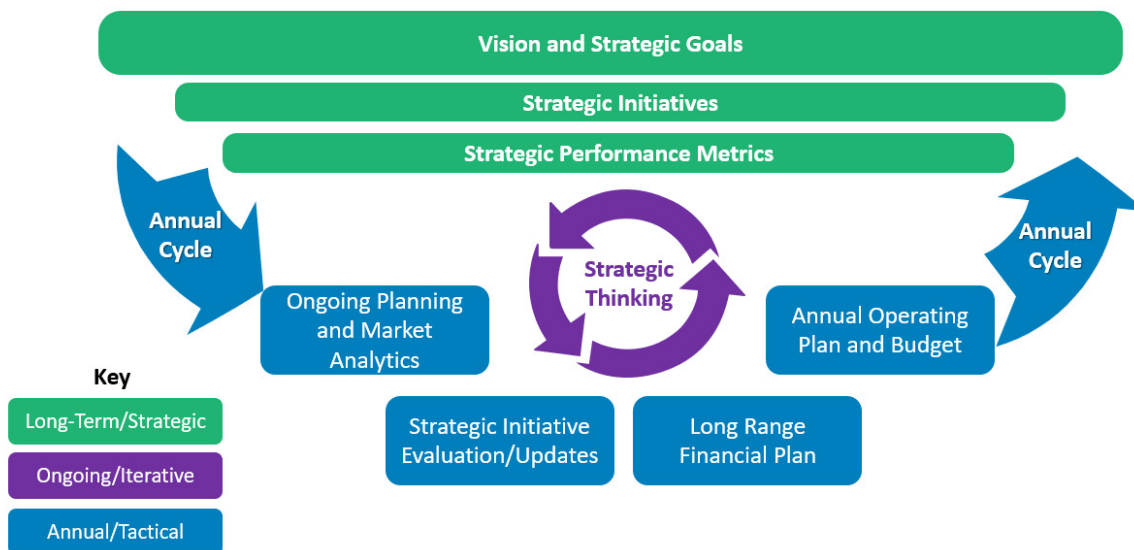 Vision and Strategic Goals
Strategic Initiatives
Strategic Performance Metrics
Annual
Cycle
Strategic
Thinking
Annual
Cycle
Ongoing Planning
and Market
Analytics
Annual Operating
Plan and Budget
Strategic Initiative
Evaluation/Updates
Long Range
Financial Plan
Key
Long-Term/Strategic
Ongoing/Iterative
Annual/Tactical